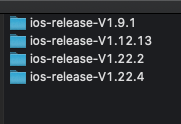 ios-release-V1.9.1
ios-release-V1.12.13
ios-release-V1.22.2
ios-release-V1.22.4